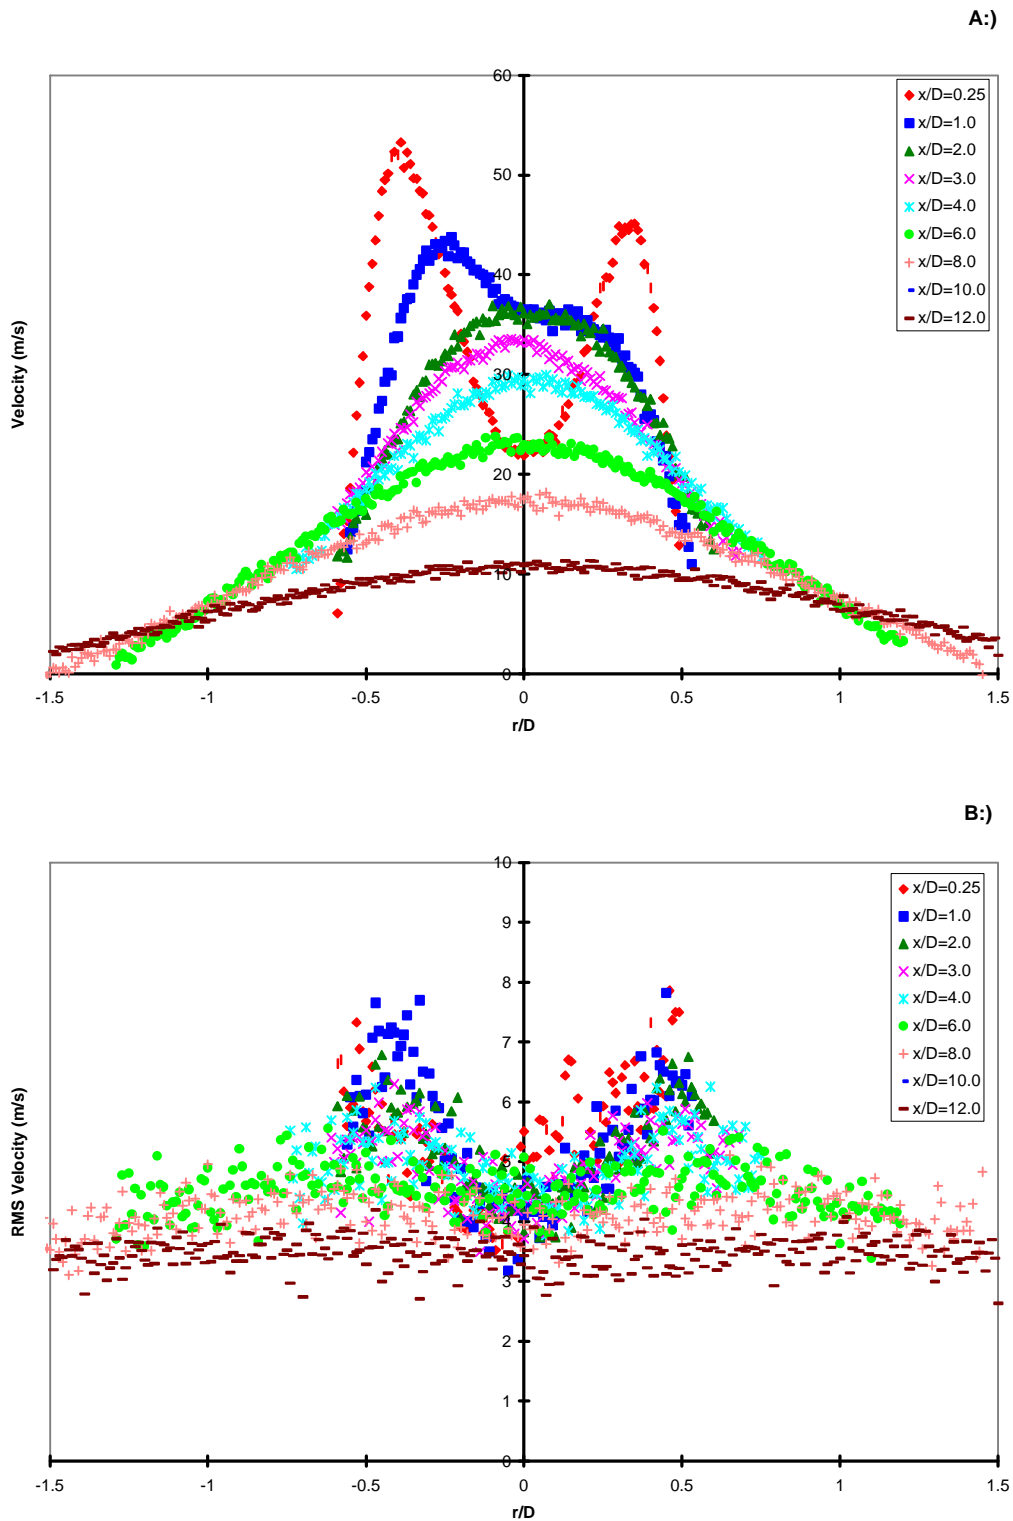 A:)
60
50
40
30
20
10
0
Velocity (m/s)
x/D=0.25
x/D=1.0
x/D=2.0
x/D=3.0
x/D=4.0
x/D=6.0
x/D=8.0
x/D=10.0
x/D=12.0
-1.5 -1 -0.5 0 0.5 1 1.5
r/D
B:)
10
9
8
7
6
5
4
3
2
1
0
RMS Velocity (m/s)
x/D=0.25
x/D=1.0
x/D=2.0
x/D=3.0
x/D=4.0
x/D=6.0
x/D=8.0
x/D=10.0
x/D=12.0
-1.5 -1 -0.5 0 0.5 1 1.5
r/D